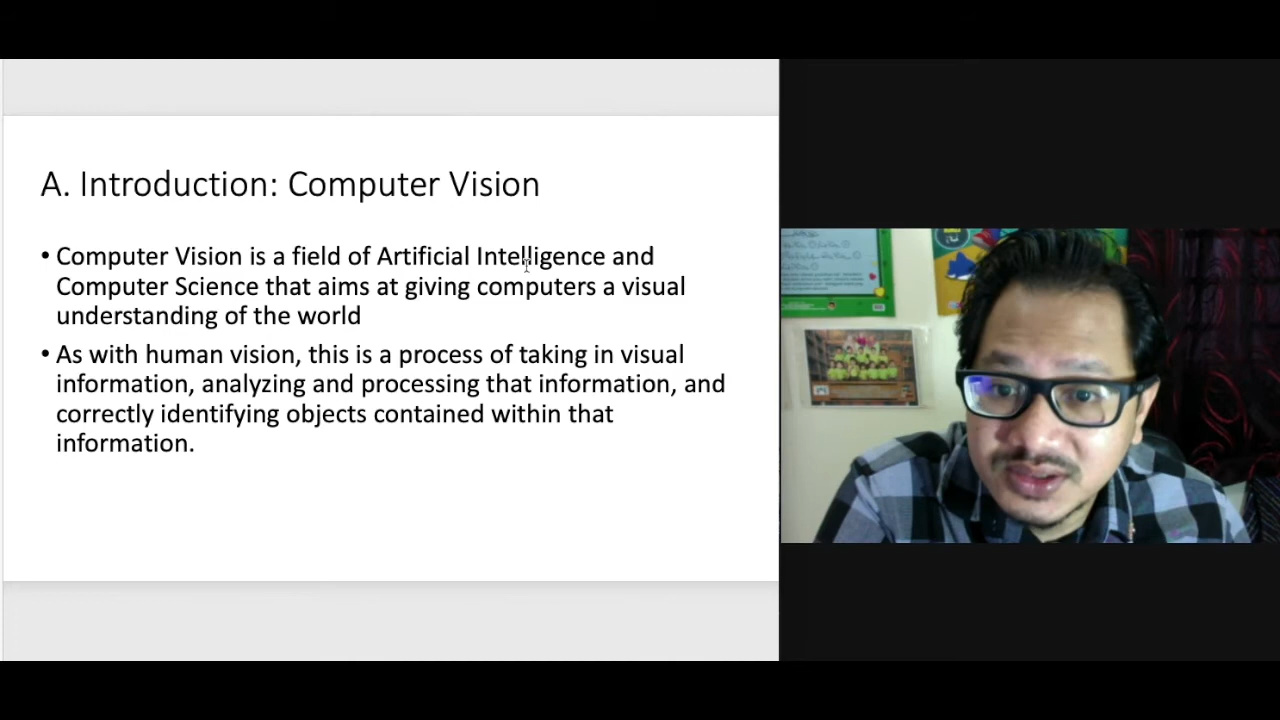 A. Introduction: Computer Vision
• Computer Vision is a field of Artificial Intelligence and
Computer Science that aims at giving computers a visual
understanding of the world
• As with human vision, this is a process of taking in visual
information, analyzing and processing that information, and
correctly identifying objects contained within that
information.